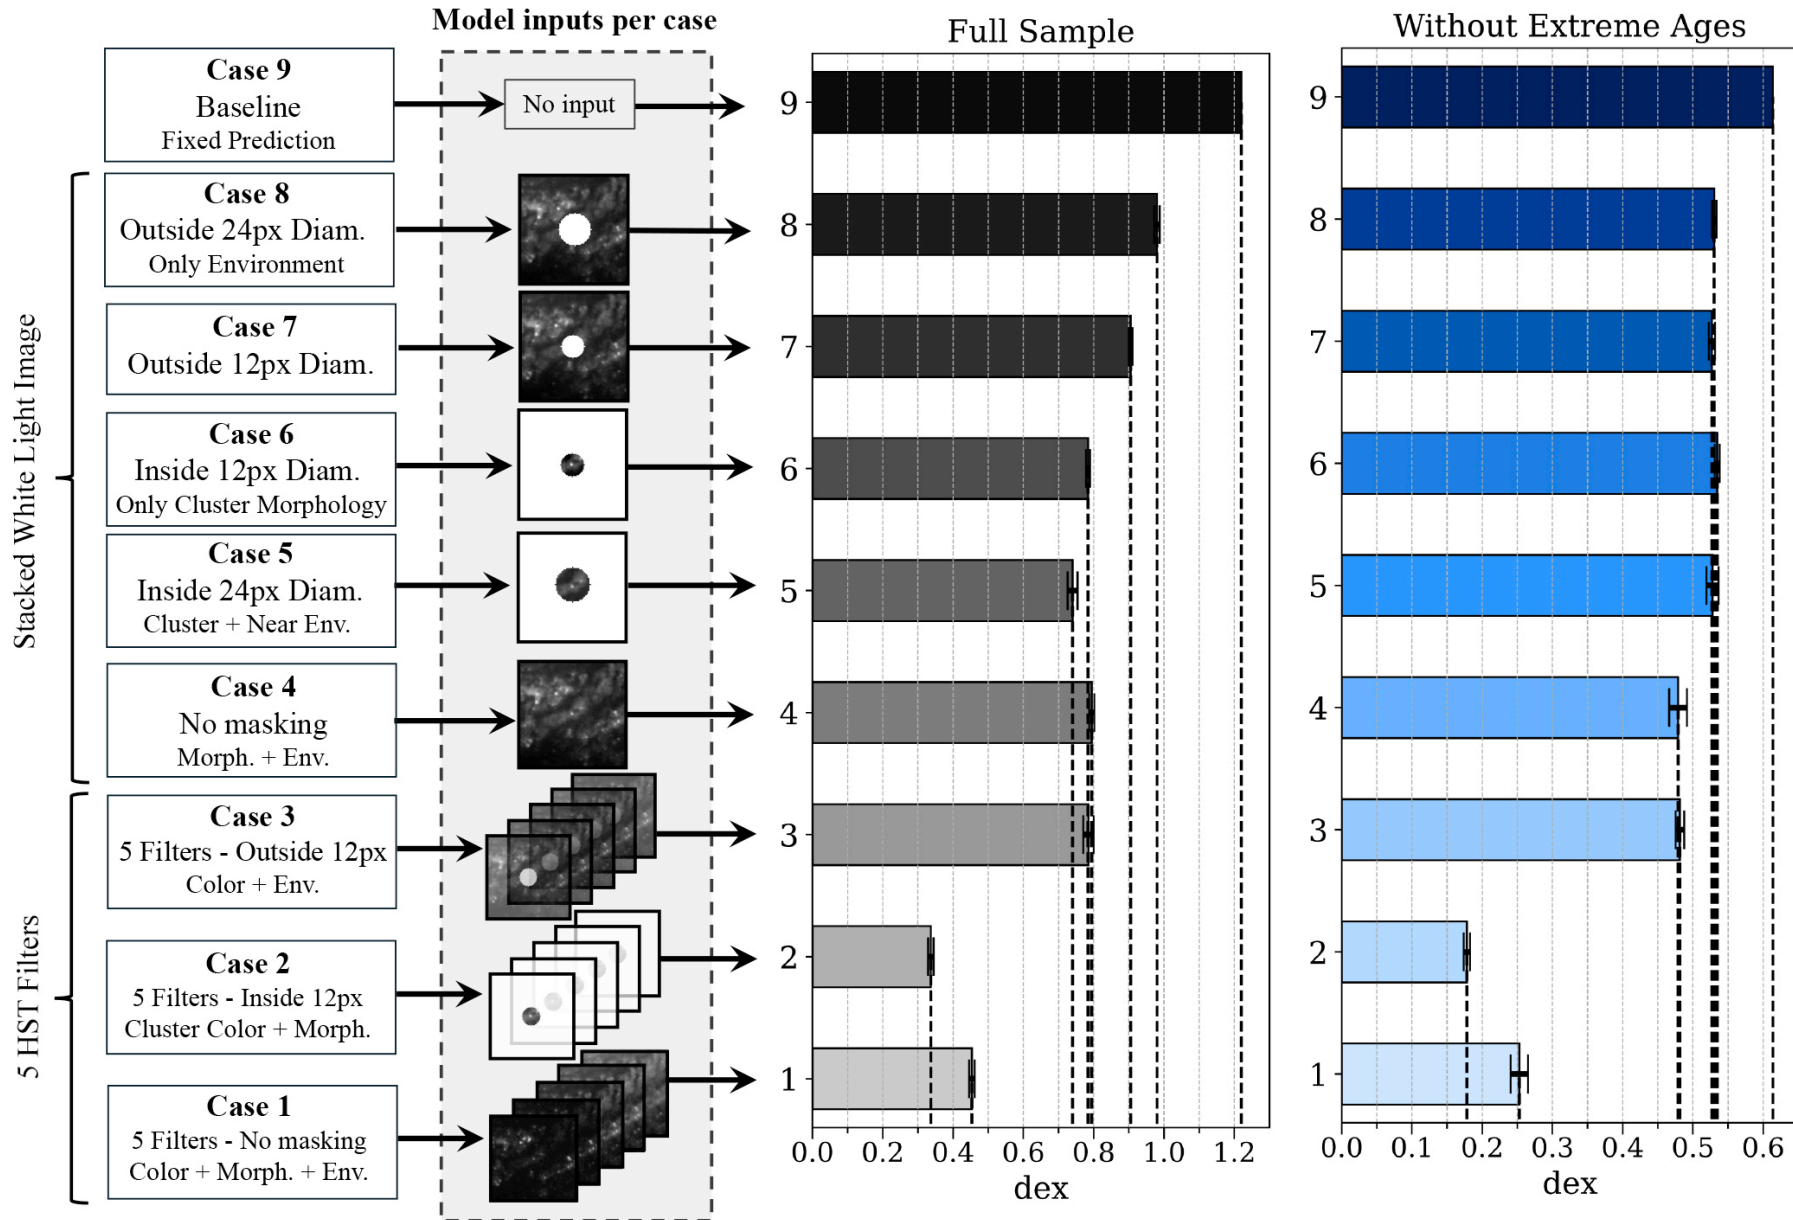 Model inputs per case
Case 9
Baseline
Fixed Prediction
No input
Stacked White Light Image
Case 8
Outside 24px Diam.
Only Environment
Case 7
Outside 12px Diam.
Case 6
Inside 12px Diam.
Only Cluster Morphology
Case 5
Inside 24px Diam.
Cluster + Near Env.
Case 4
No masking
Morph. + Env.
5 HST Filters
Case 3
5 Filters - Outside 12px
Color + Env.
Case 2
5 Filters - Inside 12px
Cluster Color + Morph.
Case 1
5 Filters - No masking
Color + Morph. + Env.
Full Sample
9
8
7
6
5
4
3
2
1
0.0 0.2 0.4 0.6 0.8 1.0 1.2
dex
Without Extreme Ages
9
8
7
6
5
4
3
2
1
0.0 0.1 0.2 0.3 0.4 0.5 0.6
dex